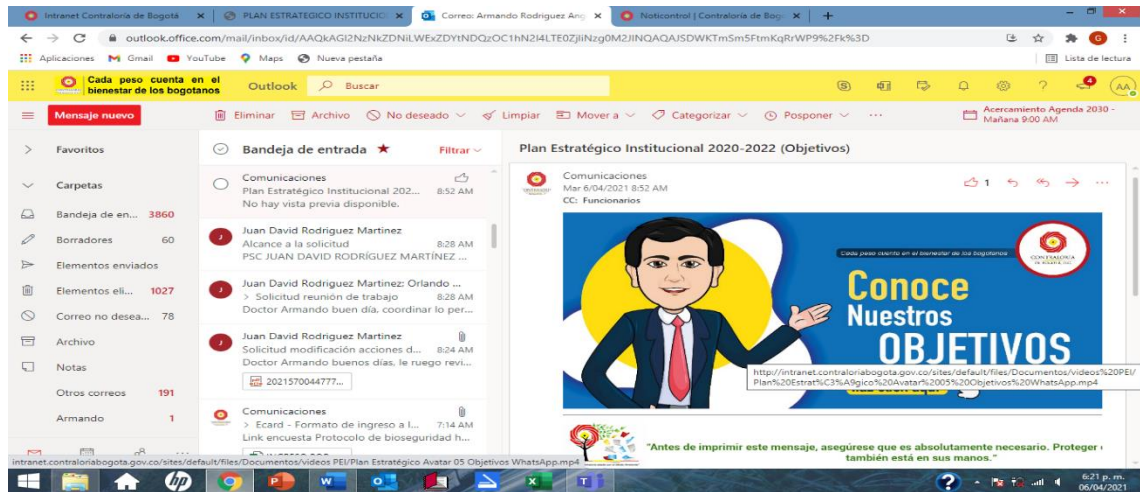 Intranet Contraloría de Bogotá
PLAN ESTRATEGICO INSTITUCIO
Correo: Armando Rodriguez Ang
Noticontrol | Contraloría de Bog
outlook.office.com/mail/inbox/id/
Aplicaciones
Gmail
YouTube
Maps
Nueva pestaña
Lista de lectura
Cada peso cuenta en el
bienestar de los bogotanos
Outlook
Buscar
AA
Mensaje nuevo
Eliminar
Archivo
No deseado
Limpiar
Mover a
Categorizar
Posponer
Acercamiento Agenda 2030 -
Mañana 9:00 AM
Favoritos
Carpetas
Bandeja de en... 3860
Borradores 60
Elementos enviados
Elementos eli... 1027
Correo no desea... 78
Archivo
Notas
Otros correos 191
Armando 1
Bandeja de entrada
Filtrar
Comunicaciones
Plan Estratégico Institucional 202... 8:52 AM
No hay vista previa disponible.
Juan David Rodriguez Martinez
Alcance a la solicitud 8:28 AM
PSC JUAN DAVID RODRÍGUEZ MARTÍNEZ ...
Juan David Rodriguez Martinez; Orlando ...
> Solicitud reunión de trabajo 8:28 AM
Doctor Armando buen día, coordinar lo per...
Juan David Rodriguez Martinez
Solicitud modificación acciones d... 8:24 AM
Doctor Armando buenos días, le ruego revi...
2021570044777...
Comunicaciones
> Ecard - Formato de ingreso a l... 7:14 AM
Link encuesta Protocolo de bioseguridad h...
Plan Estratégico Institucional 2020-2022 (Objetivos)
Comunicaciones
Mar 6/04/2021 8:52 AM
CC: Funcionarios
1
Cada peso cuenta en el bienestar de los bogotanos
CONTRALORÍA
DE BOGOTÁ, D.C.
Conoce
Nuestros
OBJETIVOS
http://intranet.contraloriabogota.gov.co/sites/default/files/Documentos/videos%20PEI/
Plan%20Estrat%C3%A9gico%20Avatar%2005%20Objetivos%20WhatsApp.mp4
"Antes de imprimir este mensaje, asegúrese que es absolutamente necesario. Proteger
también está en sus manos."
intranet.contraloriabogota.gov.co/sites/default/files/Documentos/videos PEI/Plan Estratégico Avatar 05 Objetivos WhatsApp.mp4
6:21 p. m.
06/04/2021